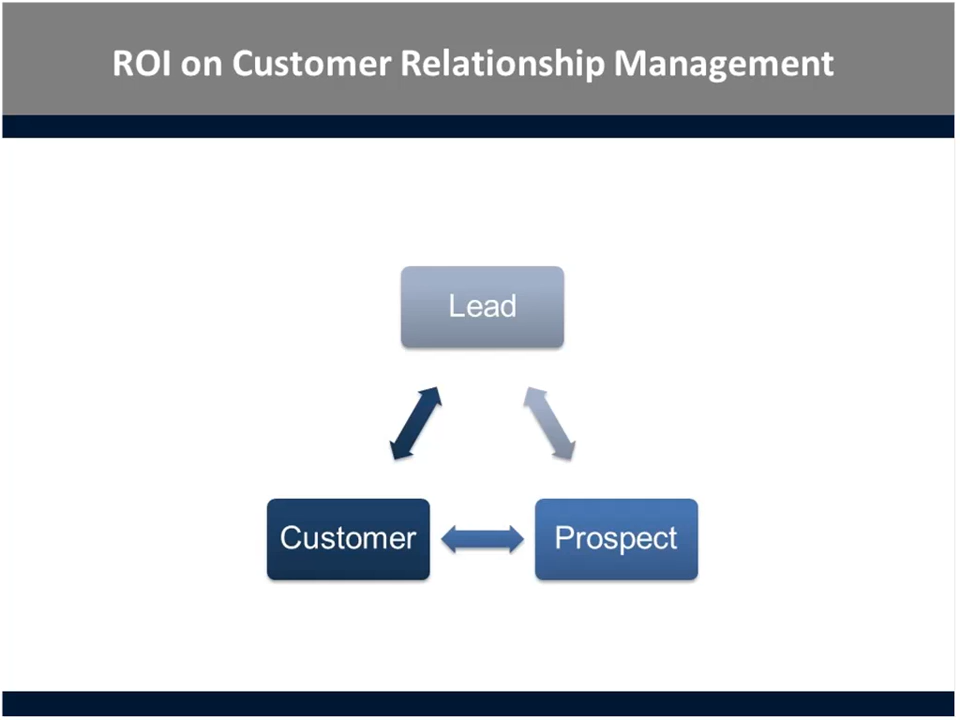 ROI on Customer Relationship Management
Lead
Customer
Prospect